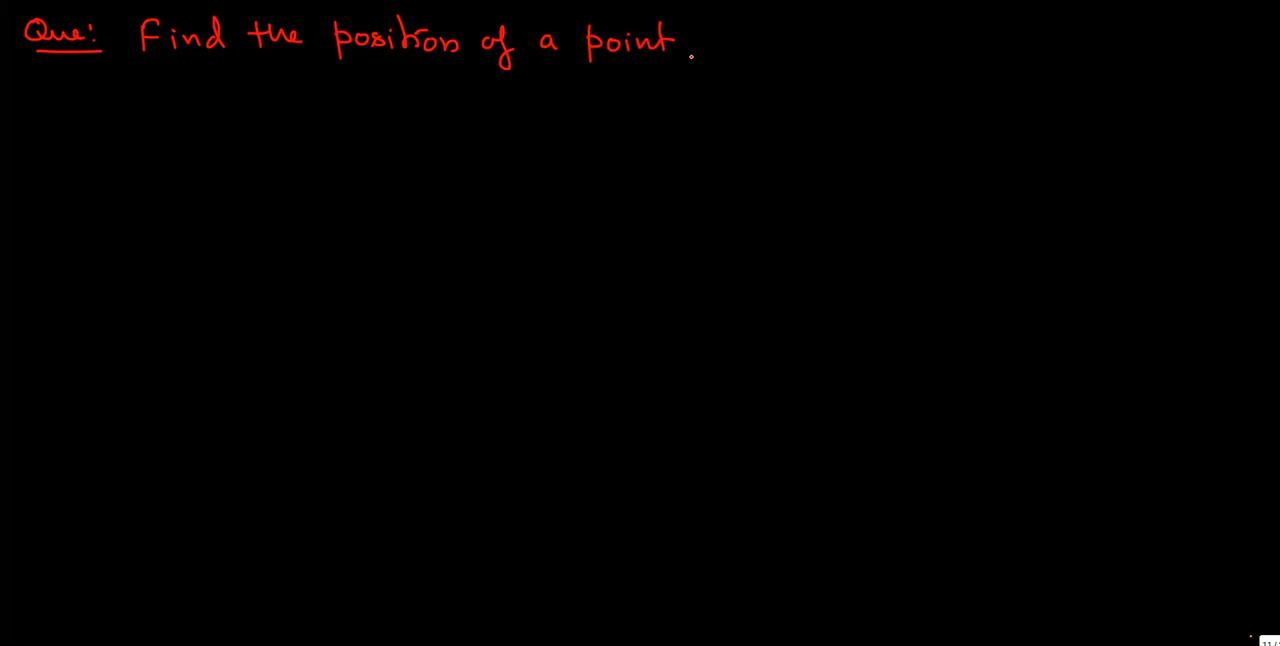 Que: Find the position of a point